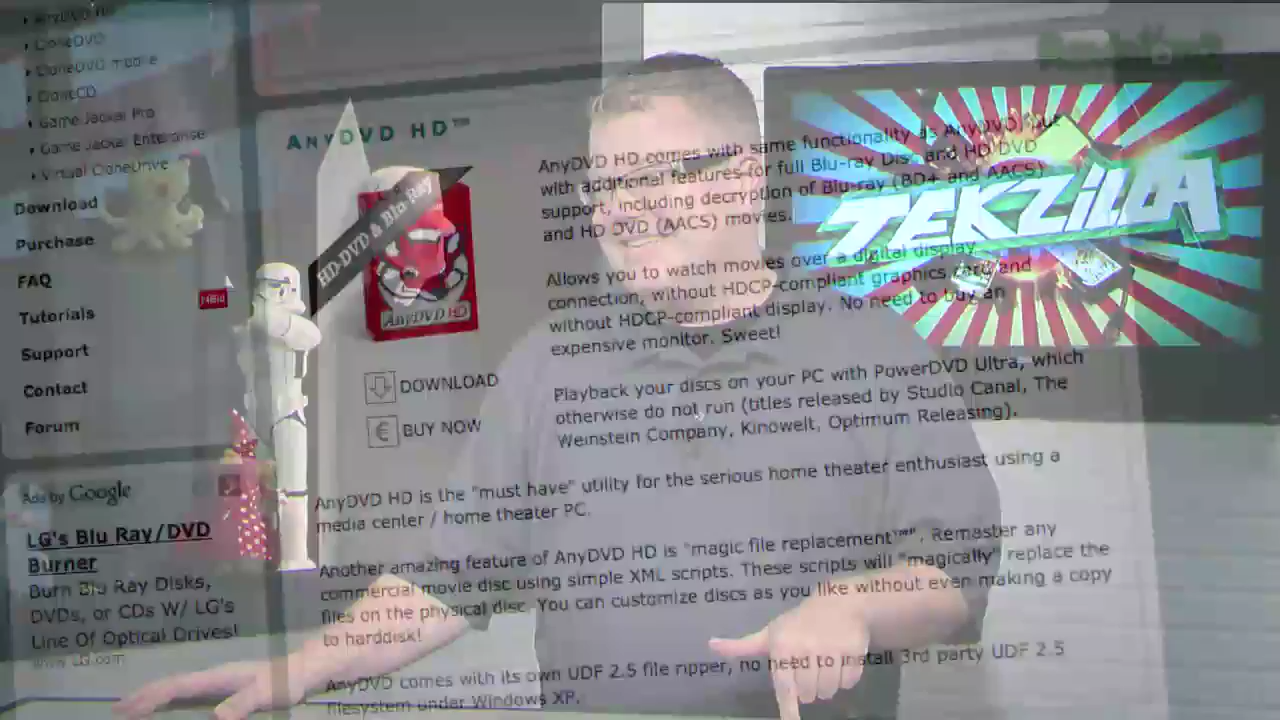 AnyDVD HD
CloneDVD
CloneDVD mobile
CloneCD
Game Jackal Pro
Game Jackal Enterprise
Virtual CloneDrive
Download
Purchase
FAQ
Tutorials
Support
Contact
Forum
Ads by Google
LG's Blu Ray/DVD
Burner
Burn Blu Ray Disks,
DVDs, or CDs W/ LG's
Line Of Optical Drives!
www.LG.com
ANYDVD HD™
HD-DVD & Blu Ray
AnyDVD HD
DOWNLOAD
€ BUY NOW
AnyDVD HD comes with same functionality as AnyDVD, but
with additional features for full Blu-ray Disc and HD DVD
support, including decryption of Blu-ray (BD+ and AACS)
and HD DVD (AACS) movies.
Allows you to watch movies over a digital display
connection, without HDCP-compliant graphics card and
without HDCP-compliant display. No need to buy an
expensive monitor. Sweet!
Playback your discs on your PC with PowerDVD Ultra, which
otherwise do not run (titles released by Studio Canal, The
Weinstein Company, Kinowelt, Optimum Releasing).
AnyDVD HD is the "must have" utility for the serious home theater enthusiast using a
media center / home theater PC.
Another amazing feature of AnyDVD HD is "magic file replacement™". Remaster any
commercial movie disc using simple XML scripts. These scripts will "magically" replace the
files on the physical disc. You can customize discs as you like without even making a copy
to harddisk!
AnyDVD comes with its own UDF 2.5 file ripper, no need to install 3rd party UDF 2.5
filesystem under Windows XP.
TEKZILLA